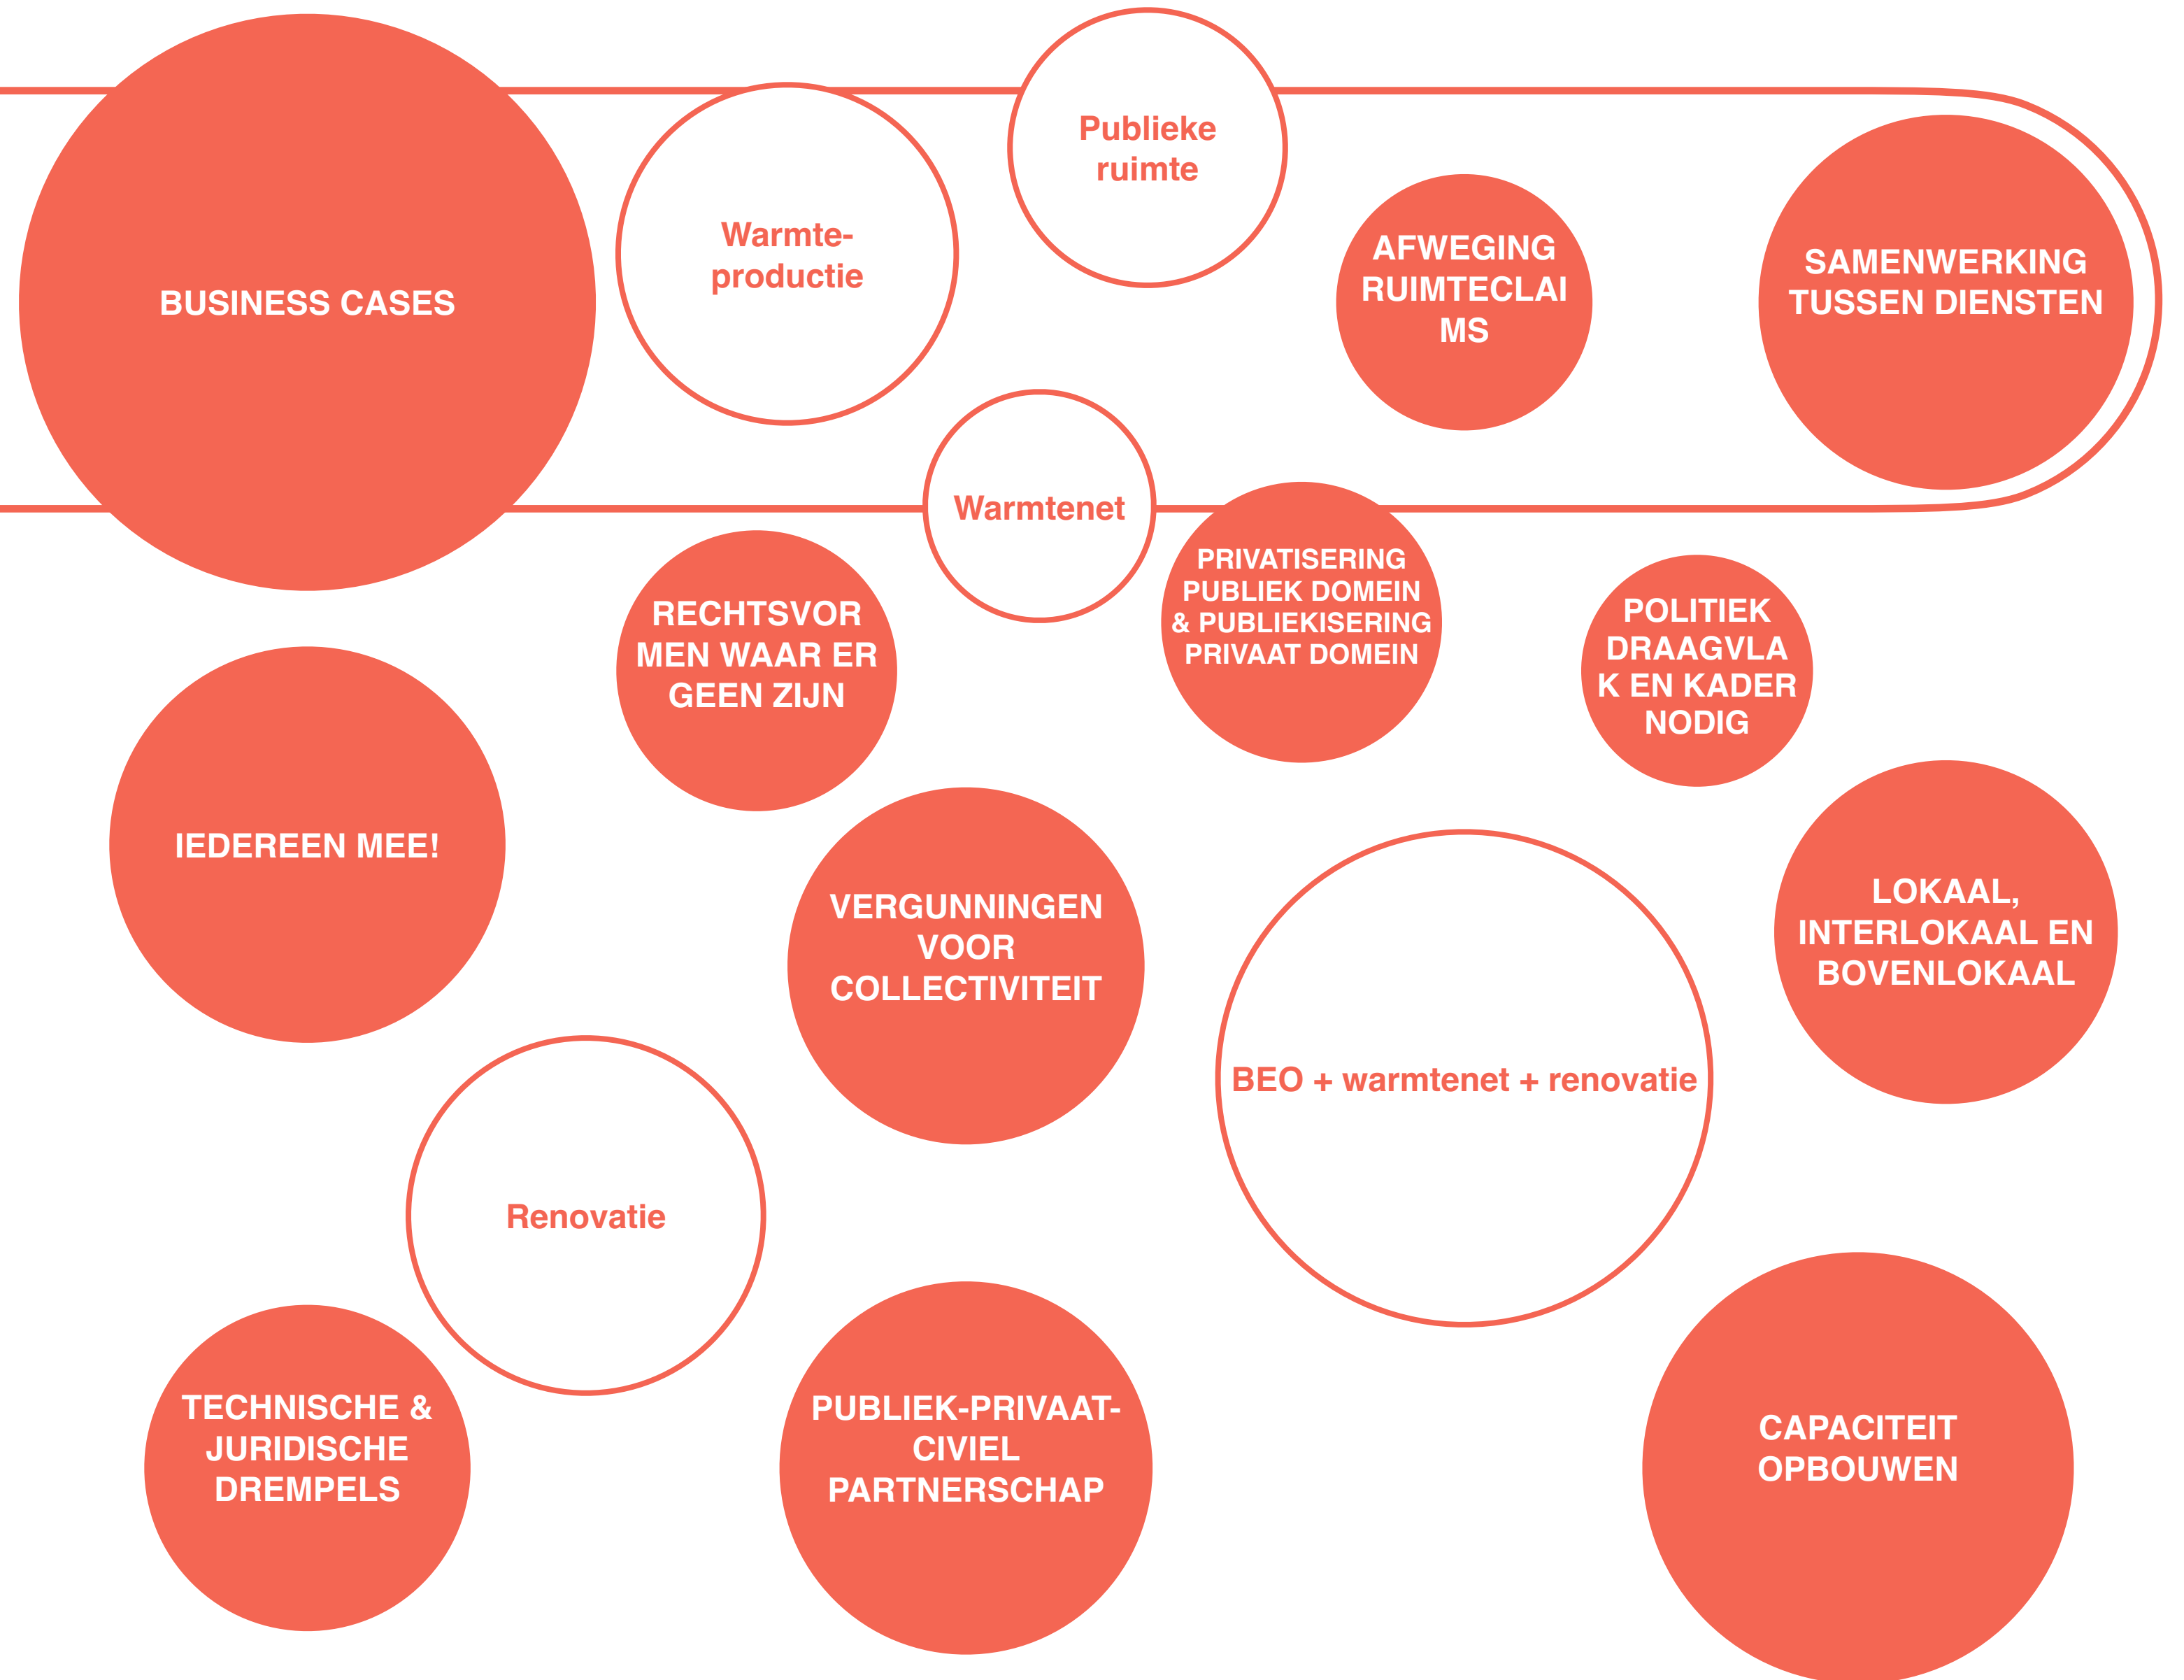 BUSINESS CASES
Warmte-
productie
Publieke
ruimte
AFWEGING
RUIMTECLAI
MS
SAMENWERKING
TUSSEN DIENSTEN
Warmtenet
RECHTSVOR
MEN WAAR ER
GEEN ZIJN
PRIVATISERING
PUBLIEK DOMEIN
& PUBLIEKISERING
PRIVAAT DOMEIN
POLITIEK
DRAAGVLA
K EN KADER
NODIG
IEDEREEN MEE!
VERGUNNINGEN
VOOR
COLLECTIVITEIT
LOKAAL,
INTERLOKAAL EN
BOVENLOKAAL
BEO + warmtenet + renovatie
Renovatie
TECHNISCHE &
JURIDISCHE
DREMPELS
PUBLIEK-PRIVAAT-
CIVIEL
PARTNERSCHAP
CAPACITEIT
OPBOUWEN